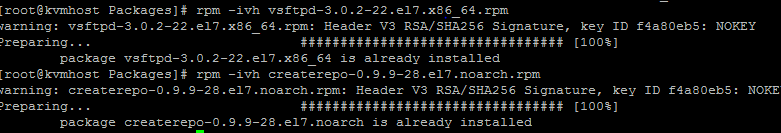 [root@kvmhost Packages]# rpm -ivh vsftpd-3.0.2-22.el7.x86_64.rpm
warning: vsftpd-3.0.2-22.el7.x86_64.rpm: Header V3 RSA/SHA256 Signature, key ID f4a80eb5: NOKEY
Preparing... ################################# [100%]
package vsftpd-3.0.2-22.el7.x86_64 is already installed
[root@kvmhost Packages]# rpm -ivh createrepo-0.9.9-28.el7.noarch.rpm
warning: createrepo-0.9.9-28.el7.noarch.rpm: Header V3 RSA/SHA256 Signature, key ID f4a80eb5: NOKE
Preparing... ################################# [100%]
package createrepo-0.9.9-28.el7.noarch is already installed